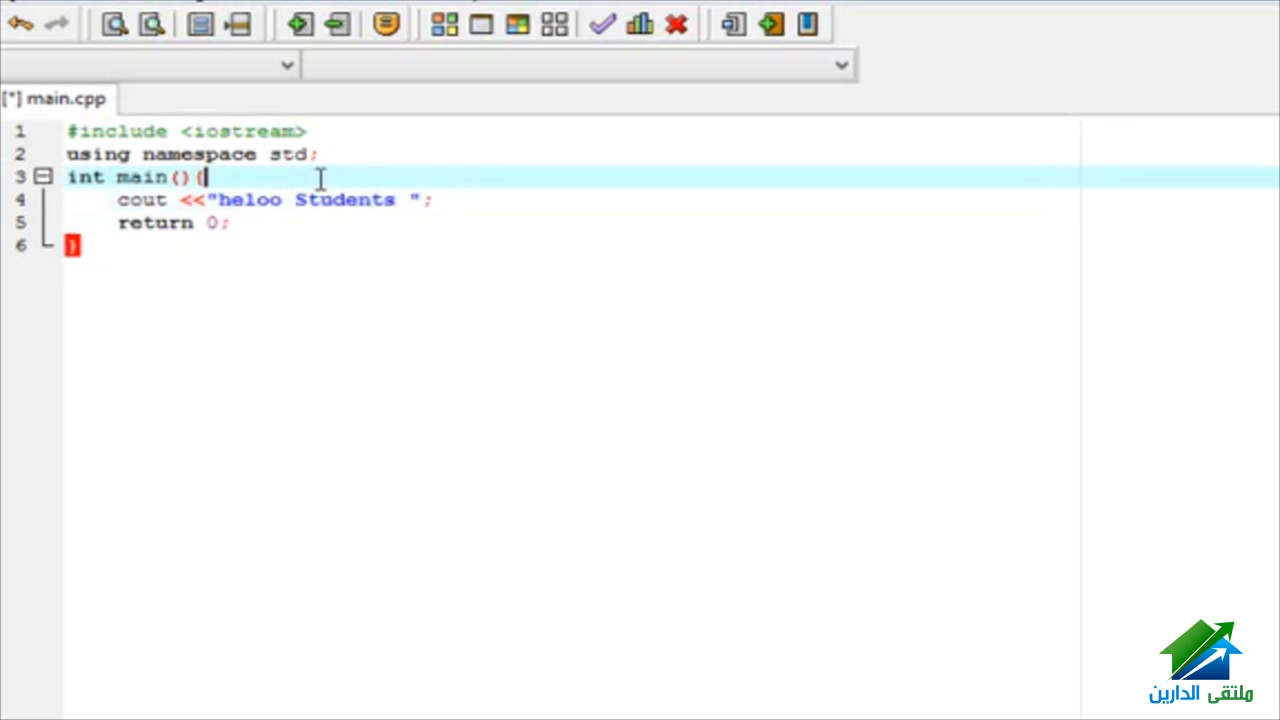 [*] main.cpp
1 #include <iostream>
2 using namespace std;
3 int main(){
4 cout <<"heloo Students ";
5 return 0;
6 }
ملتقى الدارين